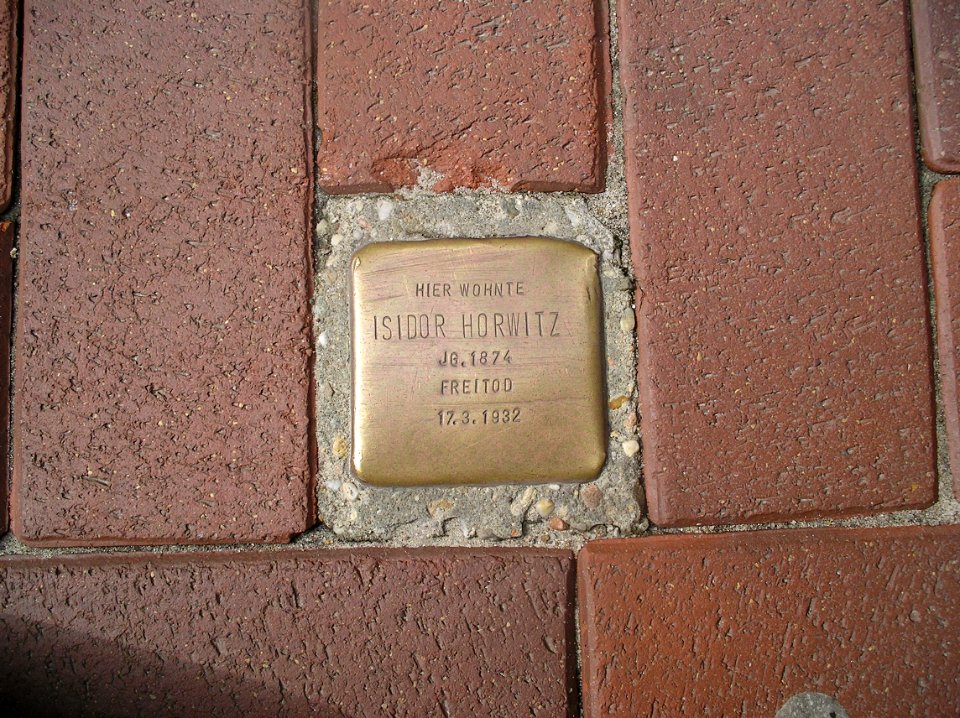 HIER WOHNTE
ISIDOR HORWITZ
JG. 1874
FREITOD
17.3.1932